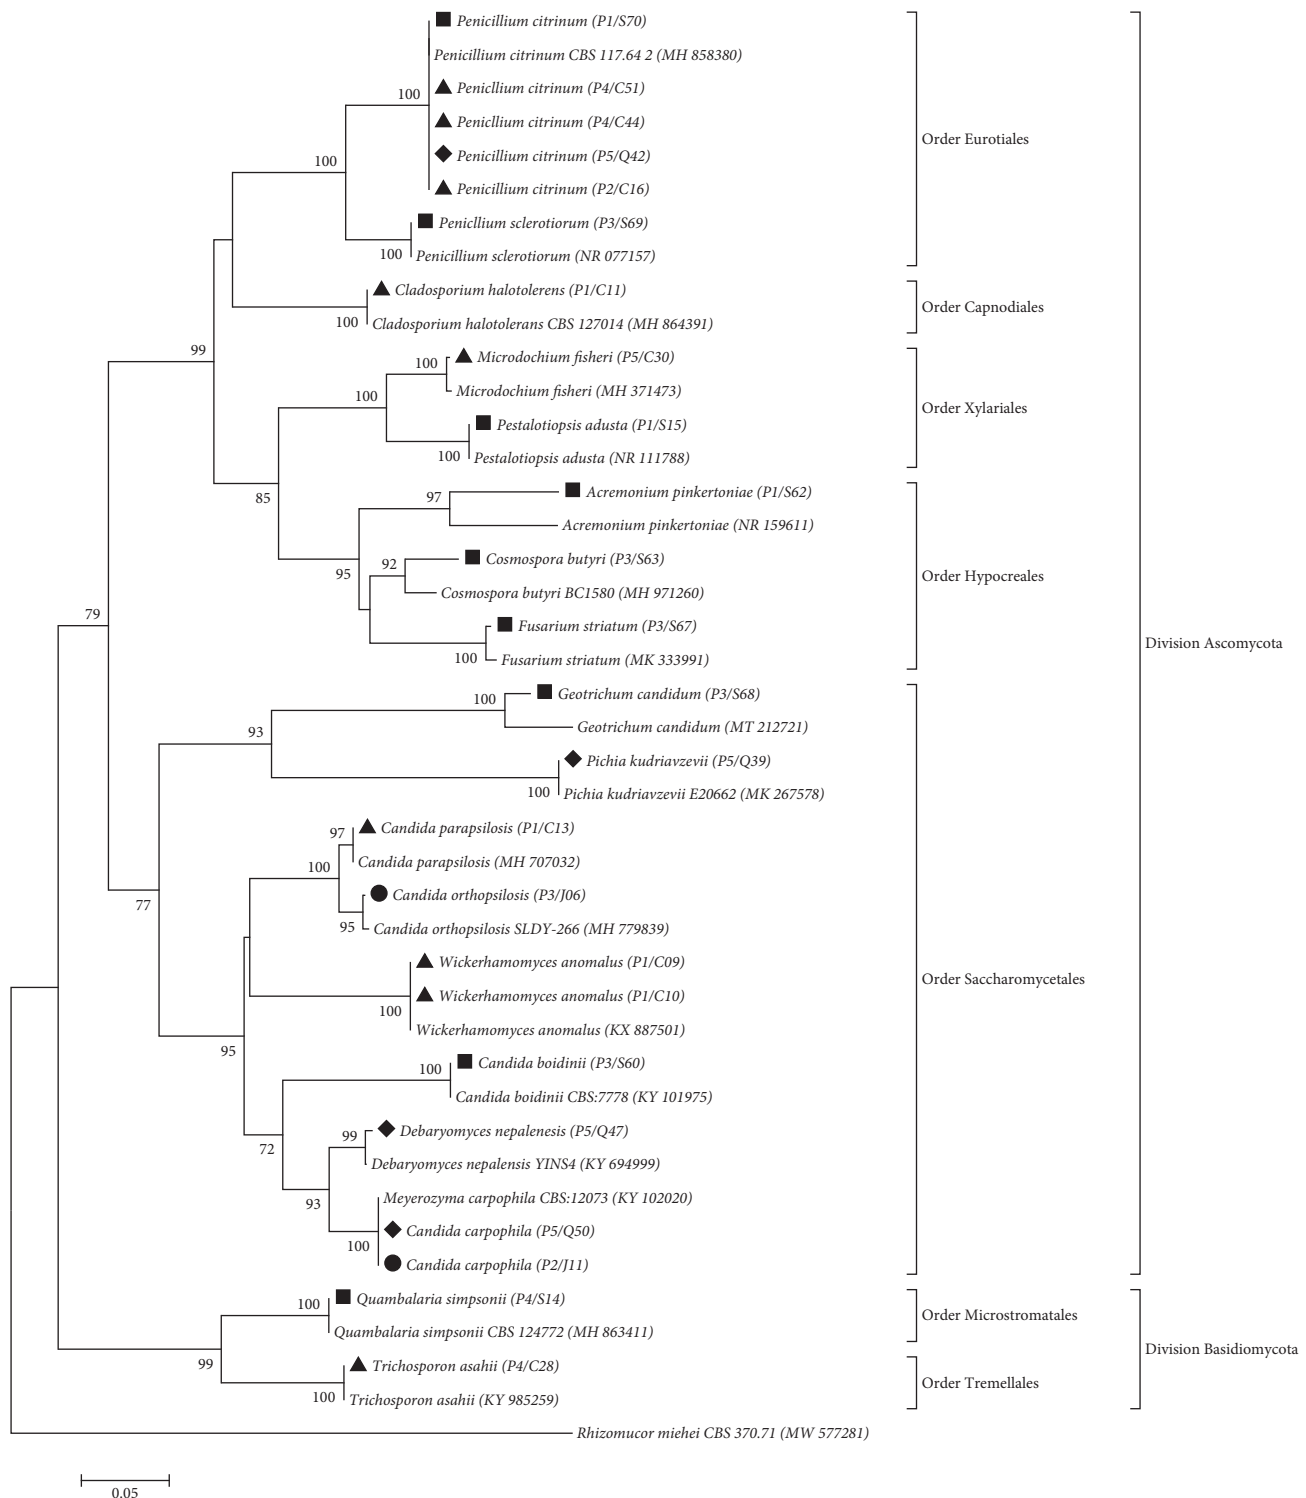 Penicillium citrinum (P1/S70)
Penicillium citrinum CBS 117.64 2 (MH 858380)
100
Penicllium citrinum (P4/C51)
Penicllium citrinum (P4/C44)
Order Eurotiales
Penicillium citrinum (P5/Q42)
100
Penicillium citrinum (P2/C16)
Penicllium sclerotiorum (P3/S69)
100
Penicillium sclerotiorum (NR 077157)
Cladosporium halotolerens (P1/C11)
Order Capnodiales
100
Cladosporium halotolerans CBS 127014 (MH 864391)
99
Microdochium fisheri (P5/C30)
100
Microdochium fisheri (MH 371473)
100
Order Xylariales
Pestalotiopsis adusta (P1/S15)
100
Pestalotiopsis adusta (NR 111788)
85
Acremonium pinkertoniae (P1/S62)
97
Acremonium pinkertoniae (NR 159611)
Cosmospora butyri (P3/S63)
92
95
Order Hypocreales
Cosmospora butyri BC1580 (MH 971260)
79
Fusarium striatum (P3/S67)
Division Ascomycota
100
Fusarium striatum (MK 333991)
Geotrichum candidum (P3/S68)
100
Geotrichum candidum (MT 212721)
93
Pichia kudriavzevii (P5/Q39)
100
Pichia kudriavzevii E20662 (MK 267578)
Candida parapsilosis (P1/C13)
97
Candida parapsilosis (MH 707032)
100
Candida orthopsilosis (P3/J06)
77
95
Candida orthopsilosis SLDY-266 (MH 779839)
Wickerhamomyces anomalus (P1/C09)
Order Saccharomycetales
Wickerhamomyces anomalus (P1/C10)
100
Wickerhamomyces anomalus (KX 887501)
95
Candida boidinii (P3/S60)
100
Candida boidinii CBS:7778 (KY 101975)
Debaryomyces nepalenesis (P5/Q47)
99
72
Debaryomyces nepalensis YINS4 (KY 694999)
Meyerozyma carpophila CBS:12073 (KY 102020)
93
Candida carpophila (P5/Q50)
100
Candida carpophila (P2/J11)
Quambalaria simpsonii (P4/S14)
100
Order Microstromatales
Quambalaria simpsonii CBS 124772 (MH 863411)
Division Basidiomycota
99
Trichosporon asahii (P4/C28)
Order Tremellales
100
Trichosporon asahii (KY 985259)
Rhizomucor miehei CBS 370.71 (MW 577281)
0.05